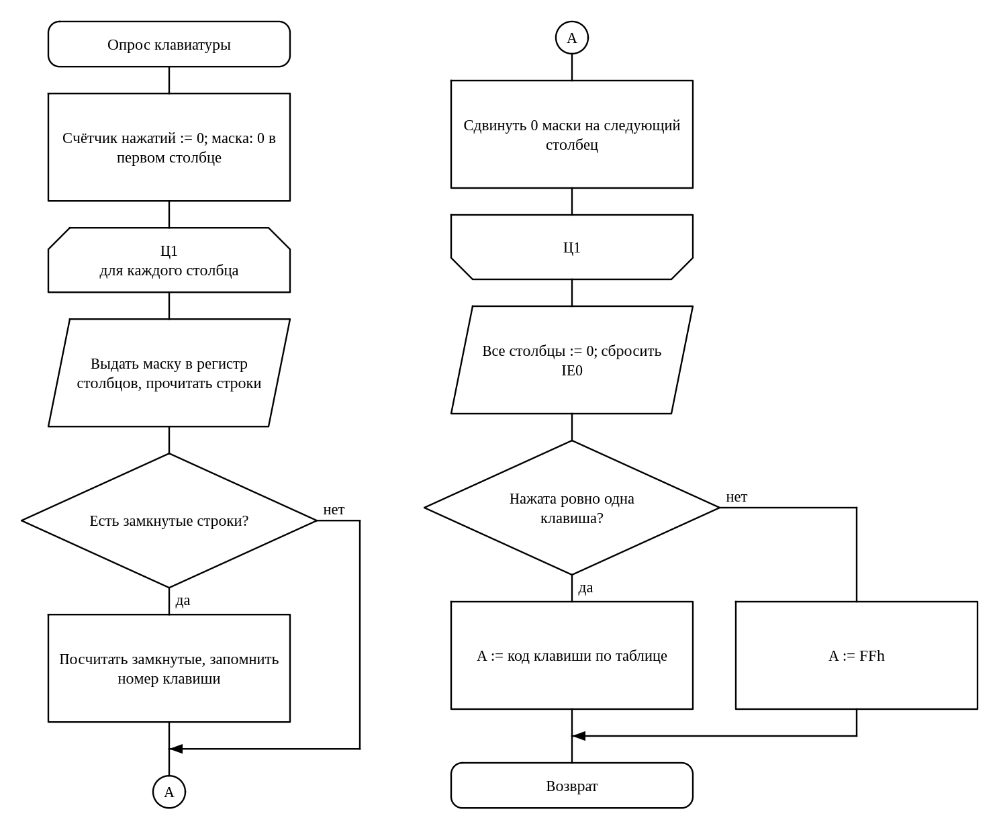 Опрос клавиатуры
Счётчик нажатий := 0; маска: 0 в
первом столбце
Ц1
для каждого столбца
Выдать маску в регистр
столбцов, прочитать строки
Есть замкнутые строки?
нет
да
Посчитать замкнутые, запомнить
номер клавиши
А
А
Сдвинуть 0 маски на следующий
столбец
Ц1
Все столбцы := 0; сбросить
IE0
Нажата ровно одна
клавиша?
нет
да
А := код клавиши по таблице
А := FFh
Возврат